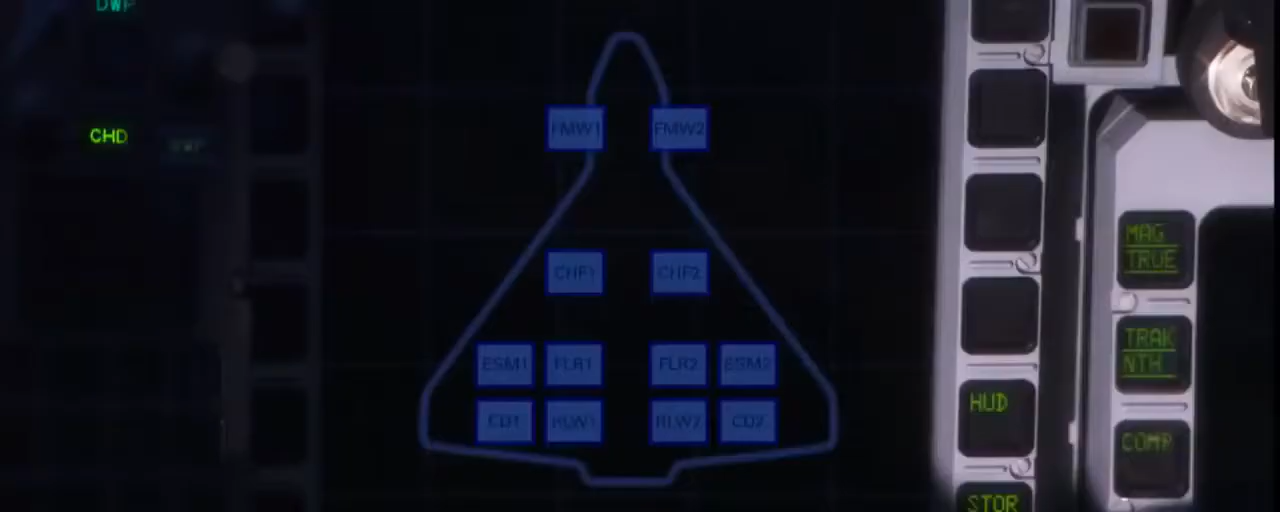 DWP
CHD
FMW1 FMW2
CHF1 CHF2
ESM1 FLR1 FLR2 ESM2
CD1 RLW1 RLW2 CD2
MAG
TRUE
TRAK
NTH
HUD
COMP
STOR